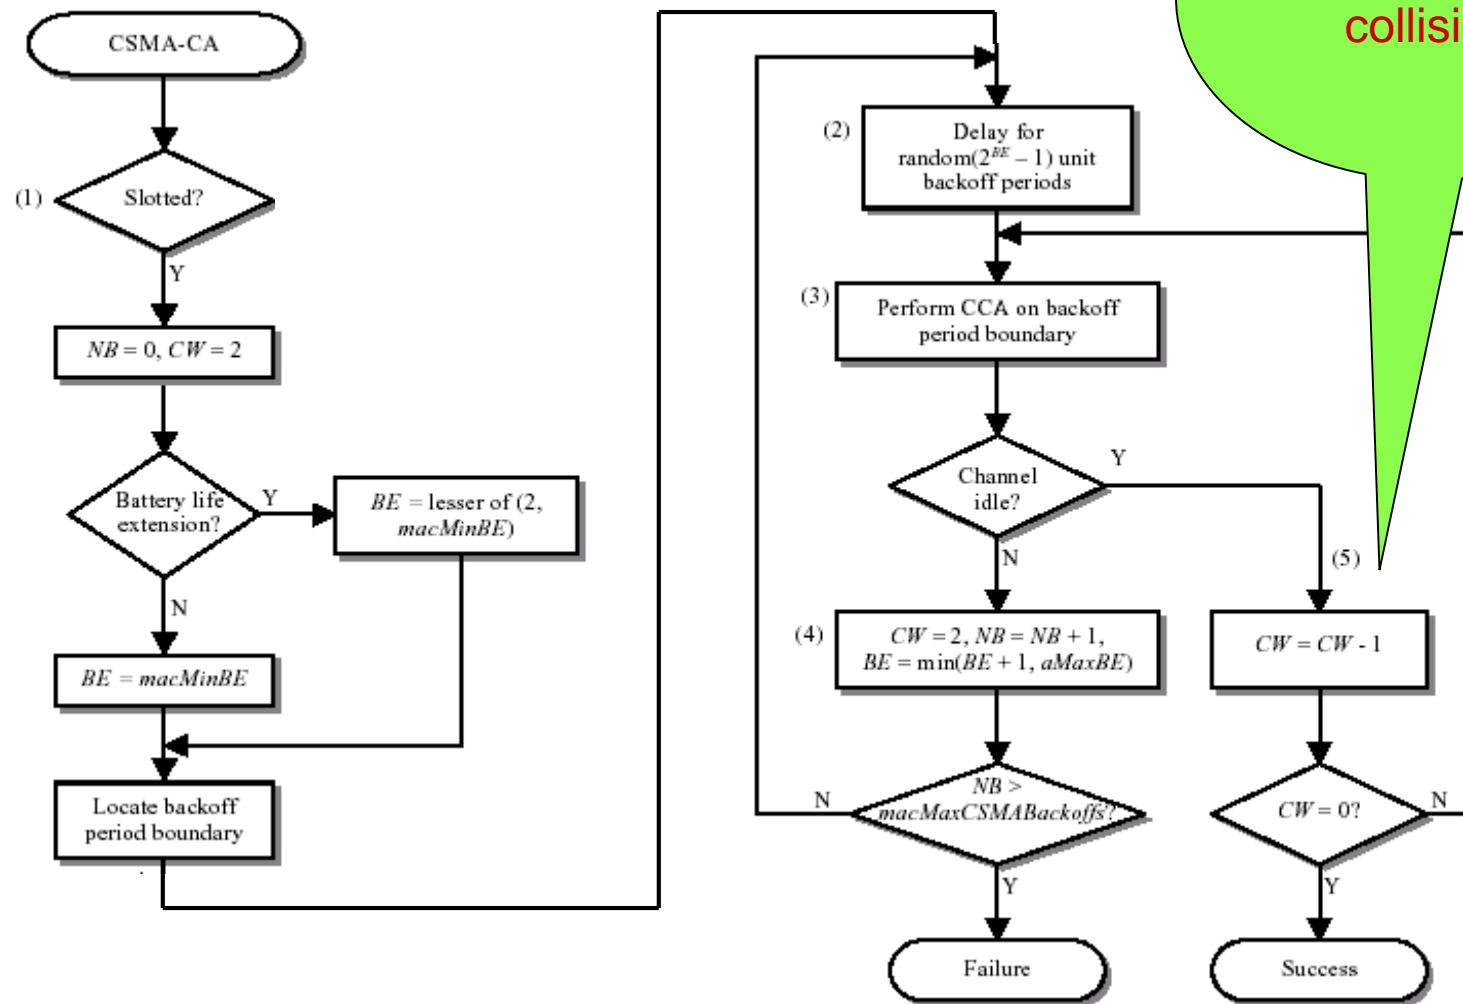 CSMA-CA
(1)
Slotted?
Y
NB = 0, CW = 2
Battery life
extension?
Y
BE = lesser of (2,
macMinBE)
N
BE = macMinBE
Locate backoff
period boundary
(2)
Delay for
random(2^BE – 1) unit
backoff periods
(3)
Perform CCA on backoff
period boundary
Channel
idle?
Y
N
(4)
CW = 2, NB = NB + 1,
BE = min(BE + 1, aMaxBE)
NB >
macMaxCSMABackoffs?
N
Y
Failure
(5)
CW = CW - 1
CW = 0?
N
Y
Success